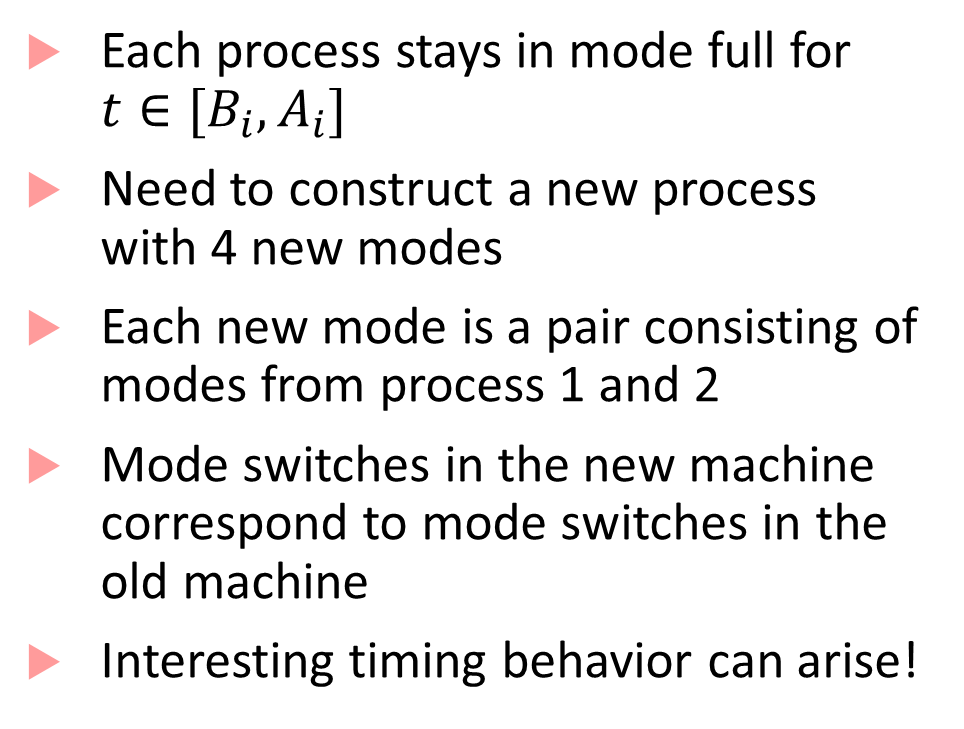 Each process stays in mode full for
𝑡 ∈ [𝐵ᵢ, 𝐴ᵢ]
Need to construct a new process
with 4 new modes
Each new mode is a pair consisting of
modes from process 1 and 2
Mode switches in the new machine
correspond to mode switches in the
old machine
Interesting timing behavior can arise!